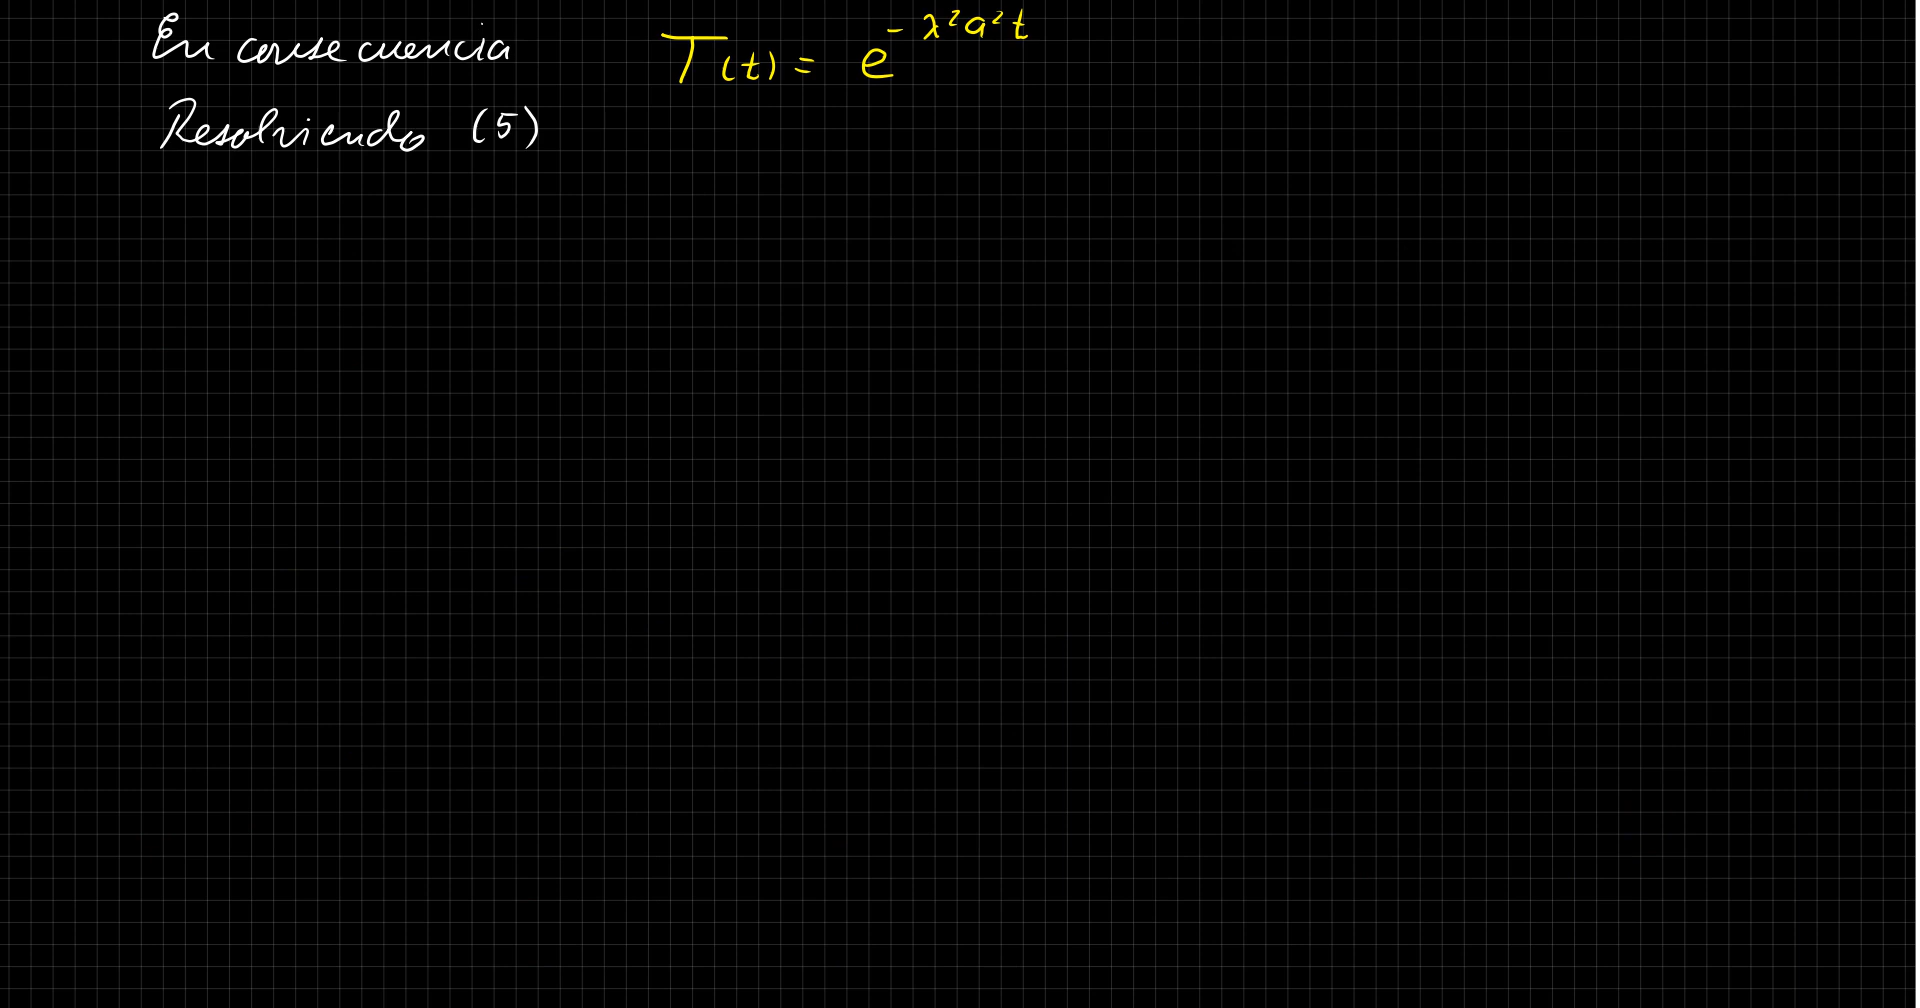 En consecuencia T(t) = e^{-λ²a²t}
Resolviendo (5)